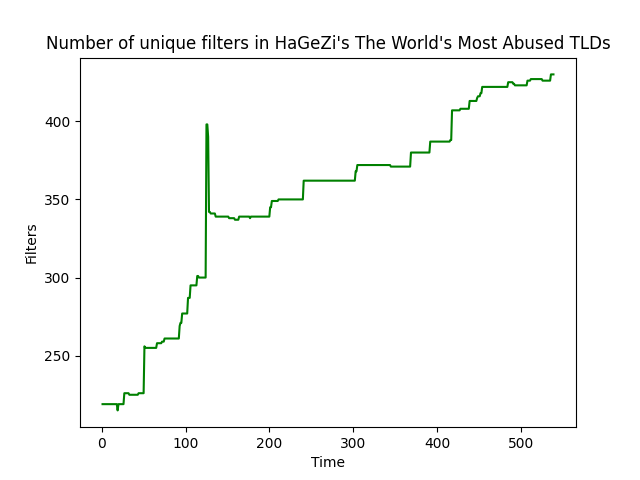 Number of unique filters in HaGeZi's The World's Most Abused TLDs
400
350
300
250
Filters
0 100 200 300 400 500
Time